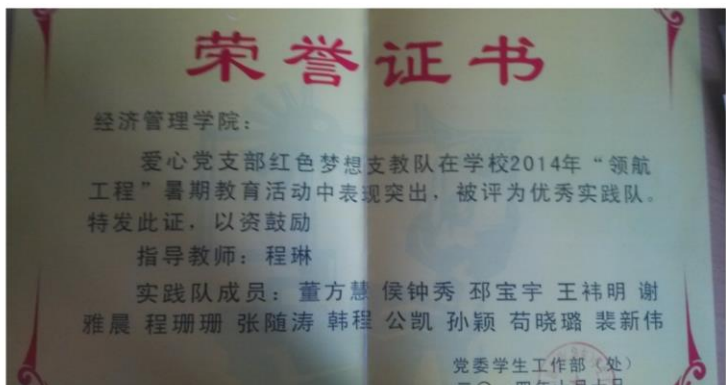 荣誉证书
经济管理学院：
爱心党支部红色梦想支教队在学校2014年“领航
工程”暑期教育活动中表现突出，被评为优秀实践队。
特发此证，以资鼓励
指导教师：程琳
实践队成员：董方慧 侯钟秀 邳宝宇 王祎明 谢
雅晨 程珊珊 张随涛 韩程 公凯 孙颖 苟晓璐 裴新伟
党委学生工作部（处）